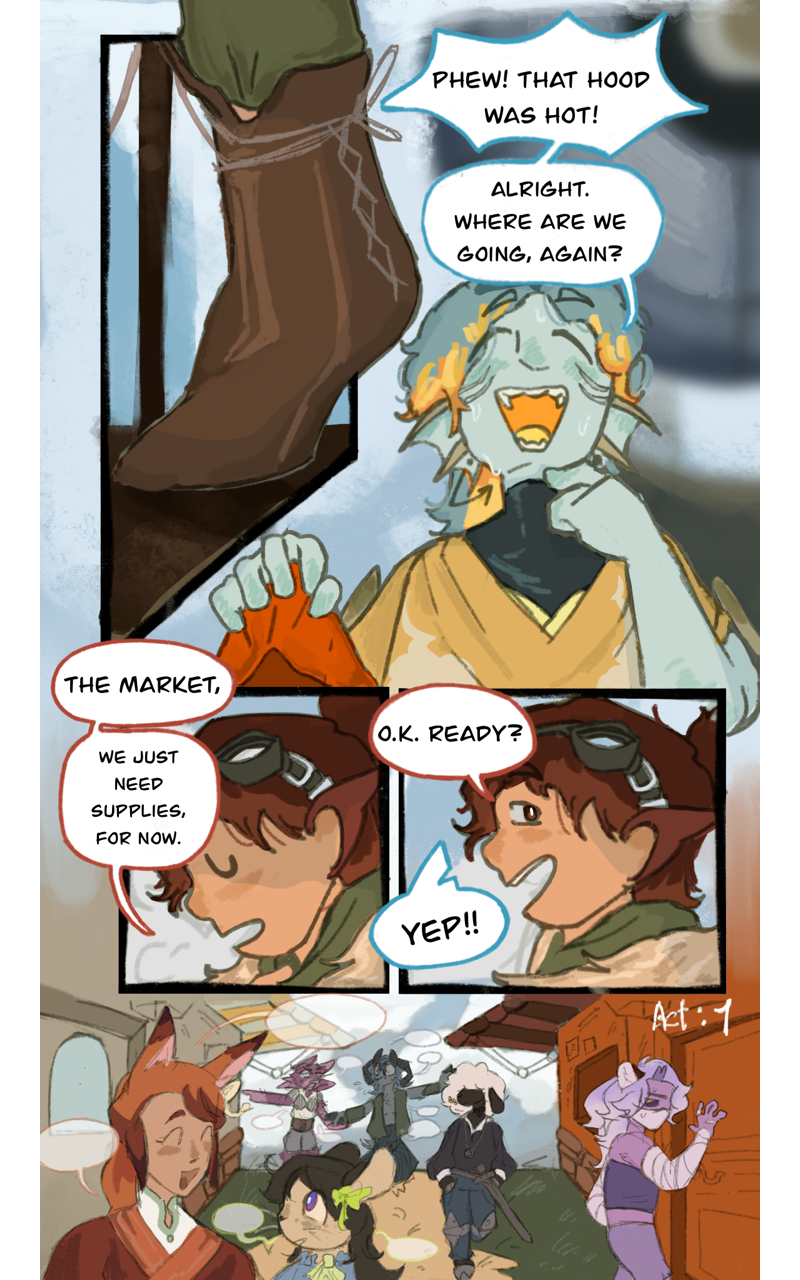 PHEW! THAT HOOD
WAS HOT!
ALRIGHT.
WHERE ARE WE
GOING, AGAIN?
THE MARKET,
WE JUST
NEED
SUPPLIES,
FOR NOW.
O.K. READY?
YEP!!
Act: 1